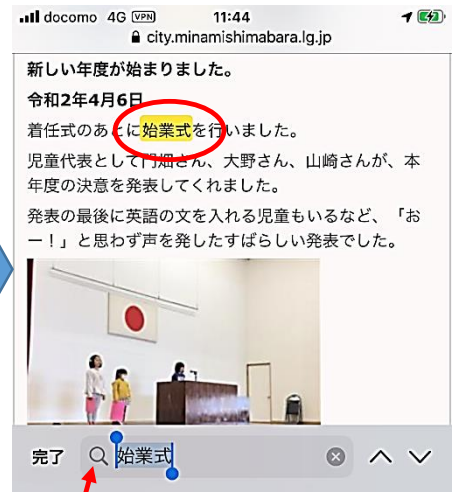 docomo 4G VPN 11:44
city.minamishimabara.lg.jp
新しい年度が始まりました。
令和2年4月6日
着任式のあとに始業式を行いました。
児童代表として門畑さん、大野さん、山崎さんが、本
年度の決意を発表してくれました。
発表の最後に英語の文を入れる児童もいるなど、「お
ー！」と思わず声を発したすばらしい発表でした。
完了 始業式